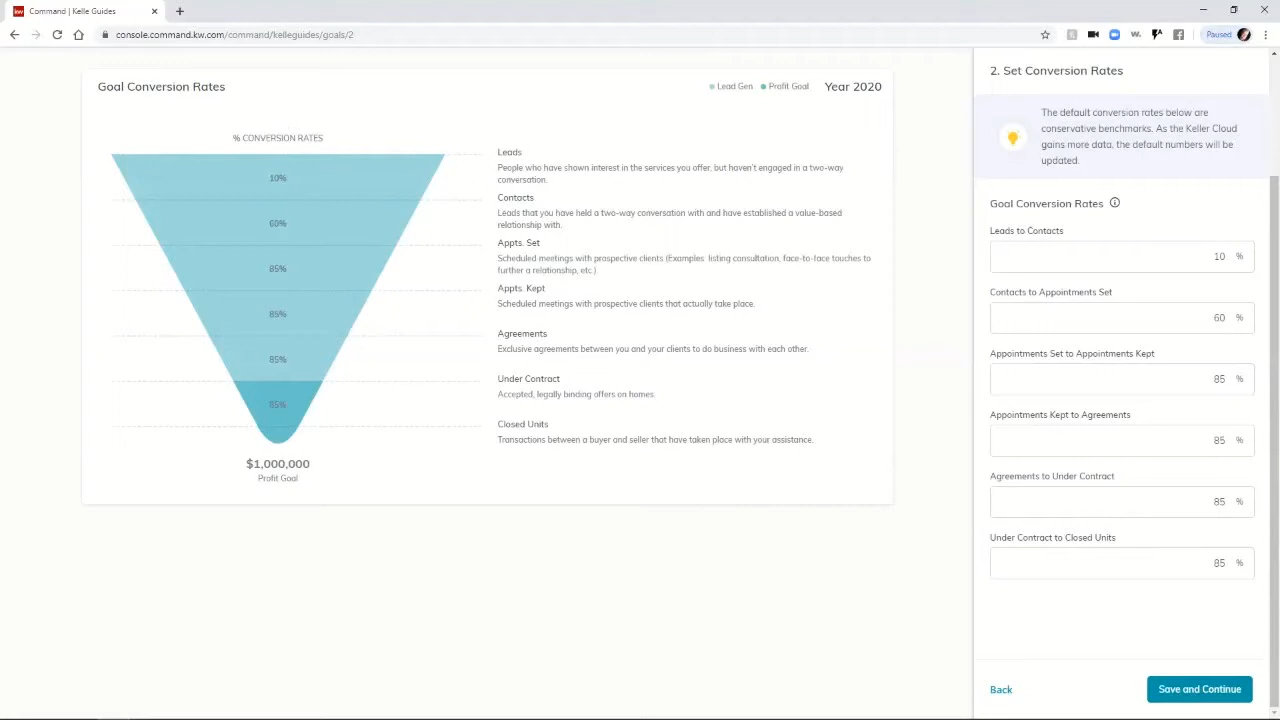 kw Command | Kelle Guides
console.command.kw.com/command/kelleguides/goals/2
Paused
Goal Conversion Rates
Lead Gen Profit Goal Year 2020
% CONVERSION RATES
10%
60%
85%
85%
85%
85%
$1,000,000
Profit Goal
Leads
People who have shown interest in the services you offer, but haven't engaged in a two-way
conversation.
Contacts
Leads that you have held a two-way conversation with and have established a value-based
relationship with.
Appts. Set
Scheduled meetings with prospective clients (Examples: listing consultation, face-to-face touches to
further a relationship, etc.)
Appts. Kept
Scheduled meetings with prospective clients that actually take place.
Agreements
Exclusive agreements between you and your clients to do business with each other.
Under Contract
Accepted, legally binding offers on homes.
Closed Units
Transactions between a buyer and seller that have taken place with your assistance.
2. Set Conversion Rates
The default conversion rates below are
conservative benchmarks. As the Keller Cloud
gains more data, the default numbers will be
updated.
Goal Conversion Rates
Leads to Contacts
10 %
Contacts to Appointments Set
60 %
Appointments Set to Appointments Kept
85 %
Appointments Kept to Agreements
85 %
Agreements to Under Contract
85 %
Under Contract to Closed Units
85 %
Back
Save and Continue